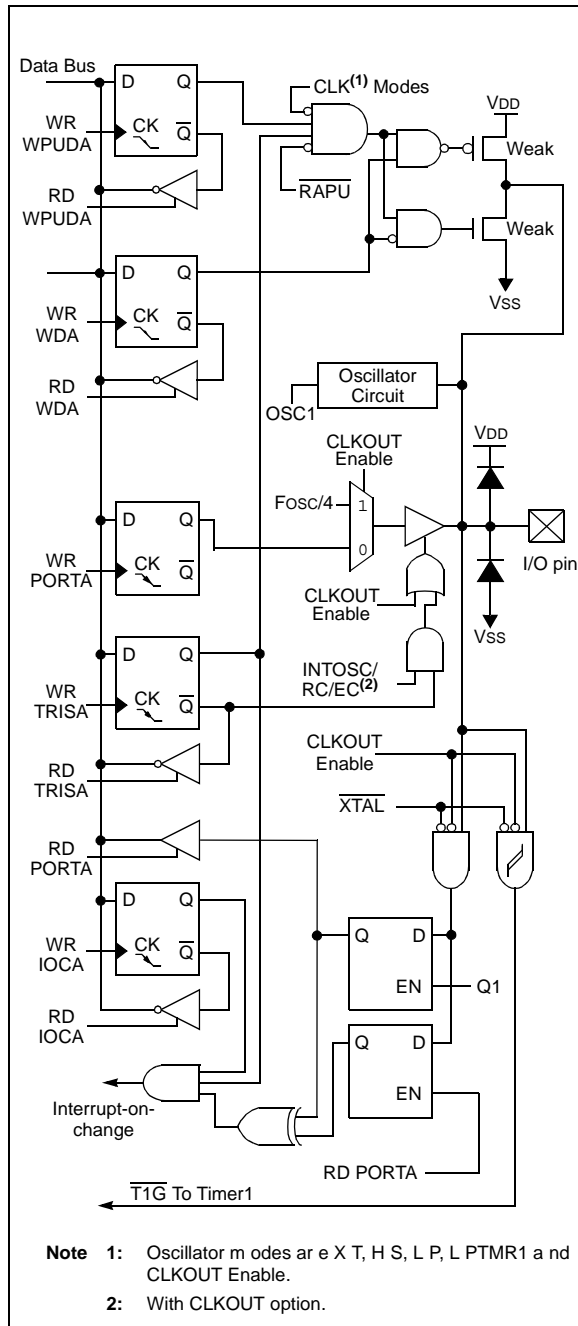 Data Bus
D Q
CLK(1) Modes
VDD
WR
WPUDA
CK
Q
Weak
RD
WPUDA
RAPU
Weak
D Q
WR
WDA
CK
Q
VSS
RD
WDA
Oscillator
Circuit
OSC1
CLKOUT
Enable
VDD
FOSC/4
1
D Q
0
WR
PORTA
CK
Q
I/O pin
CLKOUT
Enable
VSS
D Q
INTOSC/
RC/EC(2)
WR
TRISA
CK
Q
CLKOUT
Enable
RD
TRISA
XTAL
RD
PORTA
D Q
WR
IOCA
CK
Q
Q D
EN
Q1
RD
IOCA
Q D
EN
Interrupt-on-
change
RD PORTA
T1G To Timer1
Note 1: Oscillator m odes ar e X T, H S, L P, L PTMR1 a nd
CLKOUT Enable.
2: With CLKOUT option.